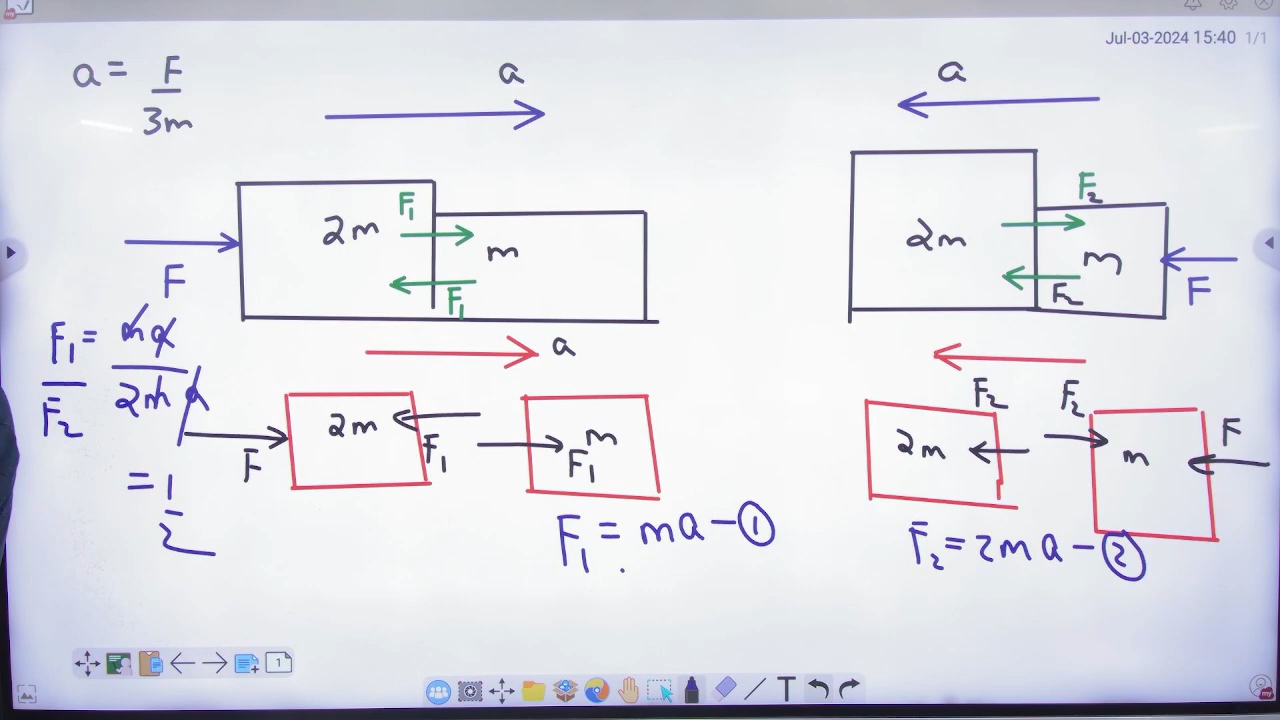 Jul-03-2024 15:40 1/1
a = F/3m
a
a
2m
F₁
m
F₁
F
2m
F₂
m
F₂
F
a
F₁/F₂ = ma/2ma
= 1/2
F
2m
F₁
m
F₁
F₁ = ma - ①
2m
F₂
F₂
m
F
F₂ = 2ma - ②
1
T